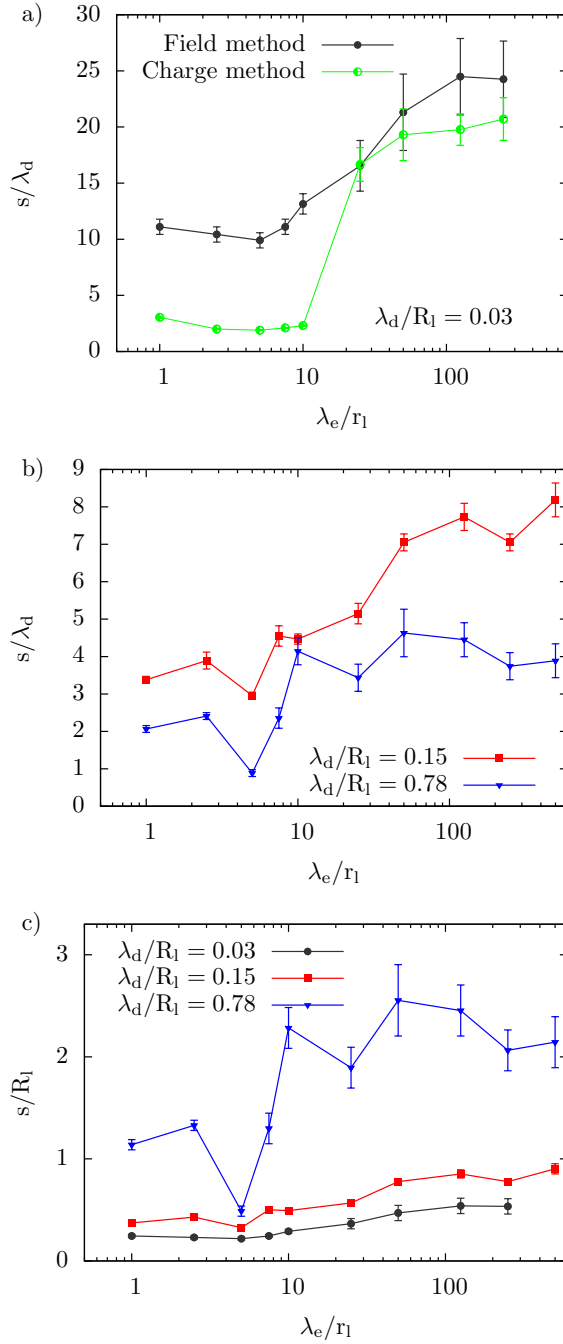 a)
Field method
Charge method
30
25
20
15
10
5
0
s/λd
λd/Rl = 0.03
1
10
100
λe/rl
b)
9
8
7
6
5
4
3
2
1
0
s/λd
λd/Rl = 0.15
λd/Rl = 0.78
1
10
100
λe/rl
c)
λd/Rl = 0.03
λd/Rl = 0.15
λd/Rl = 0.78
3
2
1
0
s/Rl
1
10
100
λe/rl